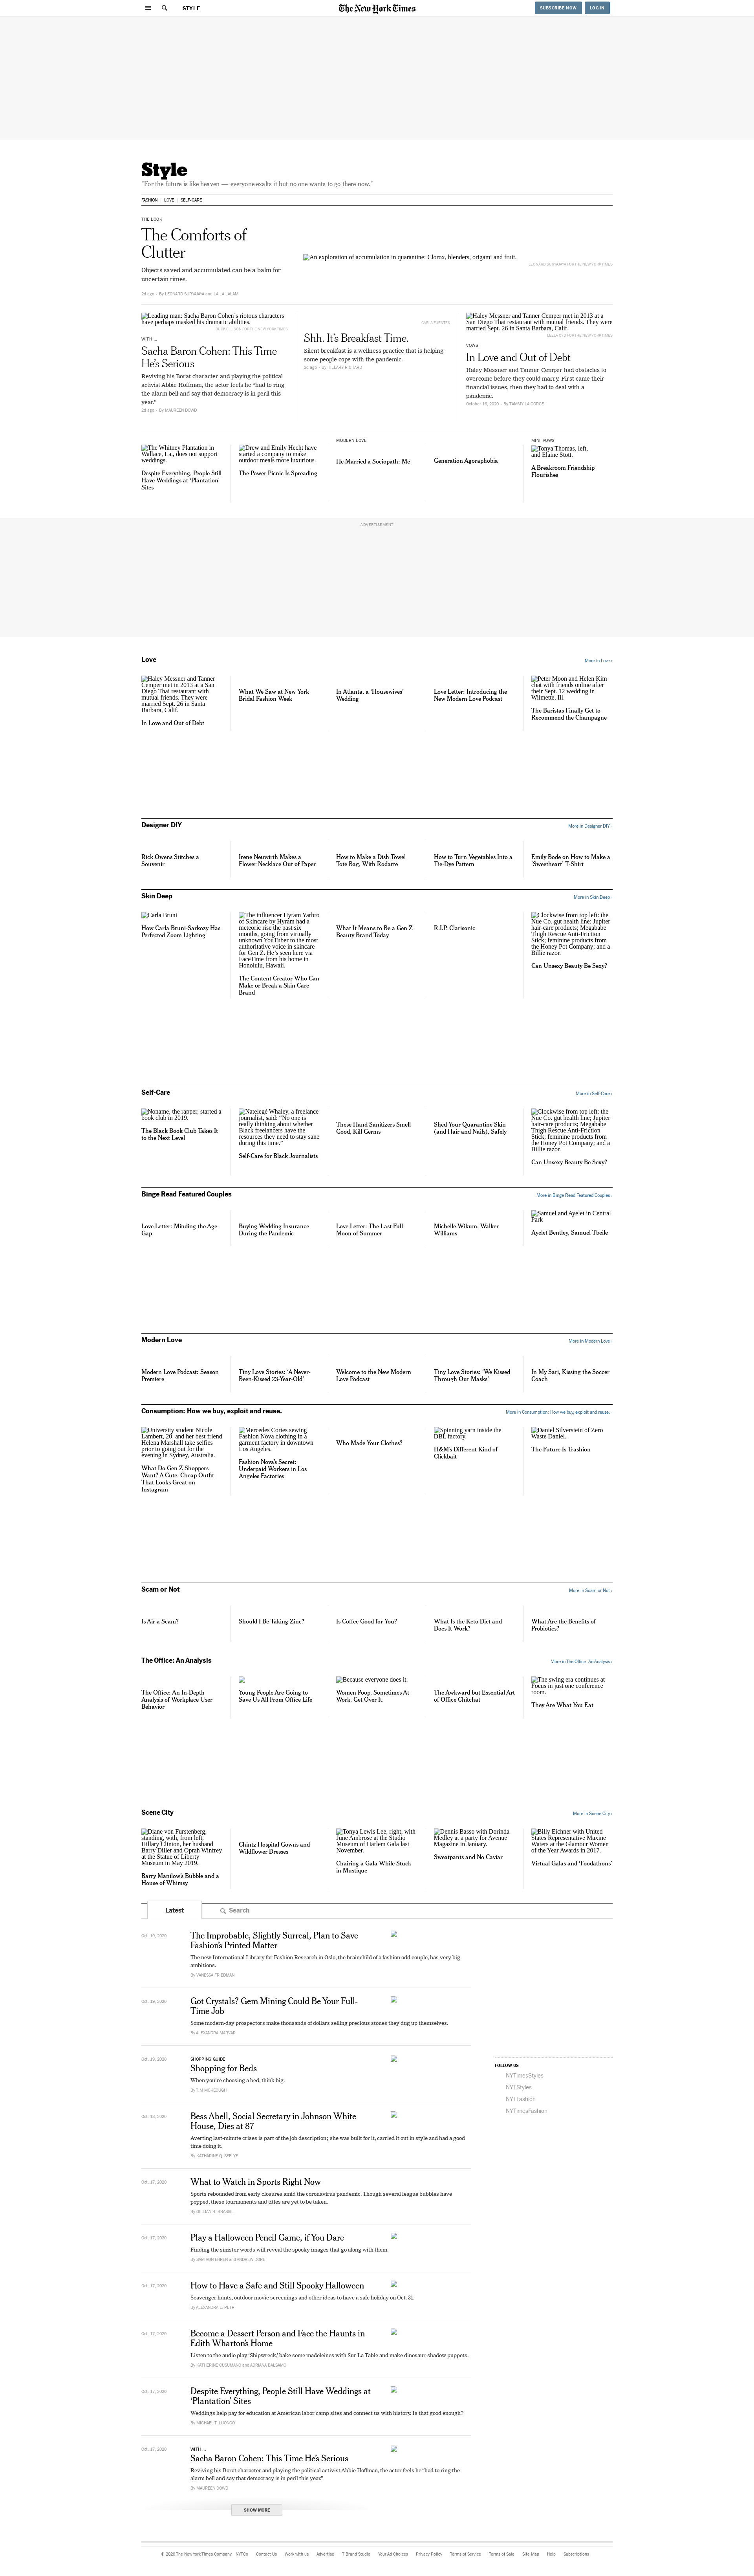 STYLE
The New York Times
SUBSCRIBE NOW
LOG IN
Style
“For the future is like heaven — everyone exalts it but no one wants to go there now.”
FASHION
LOVE
SELF-CARE
THE LOOK
The Comforts of
Clutter
Objects saved and accumulated can be a balm for
uncertain times.
2d ago · By LEONARD SURYAJAYA and LAILA LALAMI
An exploration of accumulation in quarantine: Clorox, blenders, origami and fruit.
LEONARD SURYAJAYA FOR THE NEW YORK TIMES
Leading man: Sacha Baron Cohen’s riotous characters
have perhaps masked his dramatic abilities.
WITH …
Sacha Baron Cohen: This Time
He’s Serious
Reviving his Borat character and playing the political
activist Abbie Hoffman, the actor feels he “had to ring
the alarm bell and say that democracy is in peril this
year.”
2d ago · By MAUREEN DOWD
CARLA FUENTES
Shh. It’s Breakfast Time.
Silent breakfast is a wellness practice that is helping
some people cope with the pandemic.
2d ago · By HILLARY RICHARD
Haley Messner and Tanner Cemper met in 2013 at a
San Diego Thai restaurant with mutual friends. They were
married Sept. 26 in Santa Barbara, Calif.
VOWS
In Love and Out of Debt
Haley Messner and Tanner Cemper had obstacles to
overcome before they could marry. First came their
financial issues, then they had to deal with a
pandemic.
October 16, 2020 · By TAMMY LA GORCE
The Whitney Plantation in
Wallace, La., does not support
weddings.
Despite Everything, People Still
Have Weddings at ‘Plantation’
Sites
Drew and Emily Hecht have
started a company to make
outdoor meals more luxurious.
The Power Picnic Is Spreading
MODERN LOVE
He Married a Sociopath: Me
Generation Agoraphobia
MINI-VOWS
Tonya Thomas, left,
and Elaine Stott.
A Breakroom Friendship
Flourishes
ADVERTISEMENT
Love
More in Love ›
Haley Messner and Tanner
Cemper met in 2013 at a San
Diego Thai restaurant with
mutual friends. They were
married Sept. 26 in Santa
Barbara, Calif.
In Love and Out of Debt
What We Saw at New York
Bridal Fashion Week
In Atlanta, a ‘Housewives’
Wedding
Love Letter: Introducing the
New Modern Love Podcast
Peter Moon and Helen Kim
chat with friends online after
their Sept. 12 wedding in
Wilmette, Ill.
The Baristas Finally Get to
Recommend the Champagne
Designer DIY
More in Designer DIY ›
Rick Owens Stitches a
Souvenir
Irene Neuwirth Makes a
Flower Necklace Out of Paper
How to Make a Dish Towel
Tote Bag, With Rodarte
How to Turn Vegetables Into a
Tie-Dye Pattern
Emily Bode on How to Make a
‘Sweetheart’ T-Shirt
Skin Deep
More in Skin Deep ›
Carla Bruni
How Carla Bruni-Sarkozy Has
Perfected Zoom Lighting
The influencer Hyram Yarbro
of Skincare by Hyram had a
meteoric rise the past six
months, going from virtually
unknown YouTuber to the most
authoritative voice in skincare
for Gen Z. He’s seen here via
FaceTime from his home in
Honolulu, Hawaii.
The Content Creator Who Can
Make or Break a Skin Care
Brand
What It Means to Be a Gen Z
Beauty Brand Today
R.I.P. Clarisonic
Clockwise from top left: the
Nue Co. gut health line; Jupiter
hair-care products; Megababe
Thigh Rescue Anti-Friction
Stick; feminine products from
the Honey Pot Company; and a
Billie razor.
Can Unsexy Beauty Be Sexy?
Self-Care
More in Self-Care ›
Noname, the rapper, started a
book club in 2019.
The Black Book Club Takes It
to the Next Level
Natelegé Whaley, a freelance
journalist, said: “No one is
really thinking about whether
Black freelancers have the
resources they need to stay sane
during this time.”
Self-Care for Black Journalists
These Hand Sanitizers Smell
Good, Kill Germs
Shed Your Quarantine Skin
(and Hair and Nails), Safely
Clockwise from top left: the
Nue Co. gut health line; Jupiter
hair-care products; Megababe
Thigh Rescue Anti-Friction
Stick; feminine products from
the Honey Pot Company; and a
Billie razor.
Can Unsexy Beauty Be Sexy?
Binge Read Featured Couples
More in Binge Read Featured Couples ›
Love Letter: Minding the Age
Gap
Buying Wedding Insurance
During the Pandemic
Love Letter: The Last Full
Moon of Summer
Michelle Wikum, Walker
Williams
Samuel and Ayelet in Central
Park
Ayelet Bentley, Samuel Tbeile
Modern Love
More in Modern Love ›
Modern Love Podcast: Season
Premiere
Tiny Love Stories: ‘A Never-
Been-Kissed 23-Year-Old’
Welcome to the New Modern
Love Podcast
Tiny Love Stories: ‘We Kissed
Through Our Masks’
In My Sari, Kissing the Soccer
Coach
Consumption: How we buy, exploit and reuse.
More in Consumption: How we buy, exploit and reuse. ›
University student Nicole
Lambert, 20, and her best friend
Helena Marshall take selfies
prior to going out for the
evening in Sydney, Australia.
What Do Gen Z Shoppers
Want? A Cute, Cheap Outfit
That Looks Great on
Instagram
Mercedes Cortes sewing
Fashion Nova clothing in a
garment factory in downtown
Los Angeles.
Fashion Nova’s Secret:
Underpaid Workers in Los
Angeles Factories
Who Made Your Clothes?
Spinning yarn inside the
DBL factory.
H&M’s Different Kind of
Clickbait
Daniel Silverstein of Zero
Waste Daniel.
The Future Is Trashion
Scam or Not
More in Scam or Not ›
Is Air a Scam?
Should I Be Taking Zinc?
Is Coffee Good for You?
What Is the Keto Diet and
Does It Work?
What Are the Benefits of
Probiotics?
The Office: An Analysis
More in The Office: An Analysis ›
The Office: An In-Depth
Analysis of Workplace User
Behavior
Young People Are Going to
Save Us All From Office Life
Because everyone does it.
Women Poop. Sometimes At
Work. Get Over It.
The Awkward but Essential Art
of Office Chitchat
The swing era continues at
Focus in just one conference
room.
They Are What You Eat
Scene City
More in Scene City ›
Diane von Furstenberg,
standing, with, from left,
Hillary Clinton, her husband
Barry Diller and Oprah Winfrey
at the Statue of Liberty
Museum in May 2019.
Barry Manilow’s Bubble and a
House of Whimsy
Chintz Hospital Gowns and
Wildflower Dresses
Tonya Lewis Lee, right, with
June Ambrose at the Studio
Museum of Harlem Gala last
November.
Chairing a Gala While Stuck
in Mustique
Dennis Basso with Dorinda
Medley at a party for Avenue
Magazine in January.
Sweatpants and No Caviar
Billy Eichner with United
States Representative Maxine
Waters at the Glamour Women
of the Year Awards in 2017.
Virtual Galas and ‘Foodathons’
Latest
Search
Oct. 19, 2020
The Improbable, Slightly Surreal, Plan to Save
Fashion’s Printed Matter
The new International Library for Fashion Research in Oslo, the brainchild of a fashion odd couple, has very big
ambitions.
By VANESSA FRIEDMAN
Oct. 19, 2020
Got Crystals? Gem Mining Could Be Your Full-
Time Job
Some modern-day prospectors make thousands of dollars selling precious stones they dug up themselves.
By ALEXANDRA MARVAR
Oct. 19, 2020
SHOPPING GUIDE
Shopping for Beds
When you’re choosing a bed, think big.
By TIM MCKEOUGH
Oct. 18, 2020
Bess Abell, Social Secretary in Johnson White
House, Dies at 87
Averting last-minute crises is part of the job description; she was built for it, carried it out in style and had a good
time doing it.
By KATHARINE Q. SEELYE
Oct. 17, 2020
What to Watch in Sports Right Now
Sports rebounded from early closures amid the coronavirus pandemic. Though several league bubbles have
popped, these tournaments and titles are yet to be taken.
By GILLIAN R. BRASSIL
Oct. 17, 2020
Play a Halloween Pencil Game, if You Dare
Finding the sinister words will reveal the spooky images that go along with them.
By SAM VON EHREN and ANDREW SORE
Oct. 17, 2020
How to Have a Safe and Still Spooky Halloween
Scavenger hunts, outdoor movie screenings and other ideas to have a safe holiday on Oct. 31.
By ALEXANDRA E. PETRI
Oct. 17, 2020
Become a Dessert Person and Face the Haunts in
Edith Wharton’s Home
Listen to the audio play ‘Shipwreck,’ bake some madeleines with Sur La Table and make dinosaur-shadow puppets.
By KATHERINE CUSUMANO and ADRIANA BALSAMO
Oct. 17, 2020
Despite Everything, People Still Have Weddings at
‘Plantation’ Sites
Weddings help pay for education at American labor camp sites and connect us with history. Is that good enough?
By MICHAEL T. LUONGO
Oct. 17, 2020
WITH …
Sacha Baron Cohen: This Time He’s Serious
Reviving his Borat character and playing the political activist Abbie Hoffman, the actor feels he “had to ring the
alarm bell and say that democracy is in peril this year.”
By MAUREEN DOWD
SHOW MORE
FOLLOW US
NYTimesStyles
NYTStyles
NYTFashion
NYTimesFashion
© 2020 The New York Times Company
NYTCo
Contact Us
Work with us
Advertise
T Brand Studio
Your Ad Choices
Privacy Policy
Terms of Service
Terms of Sale
Site Map
Help
Subscriptions